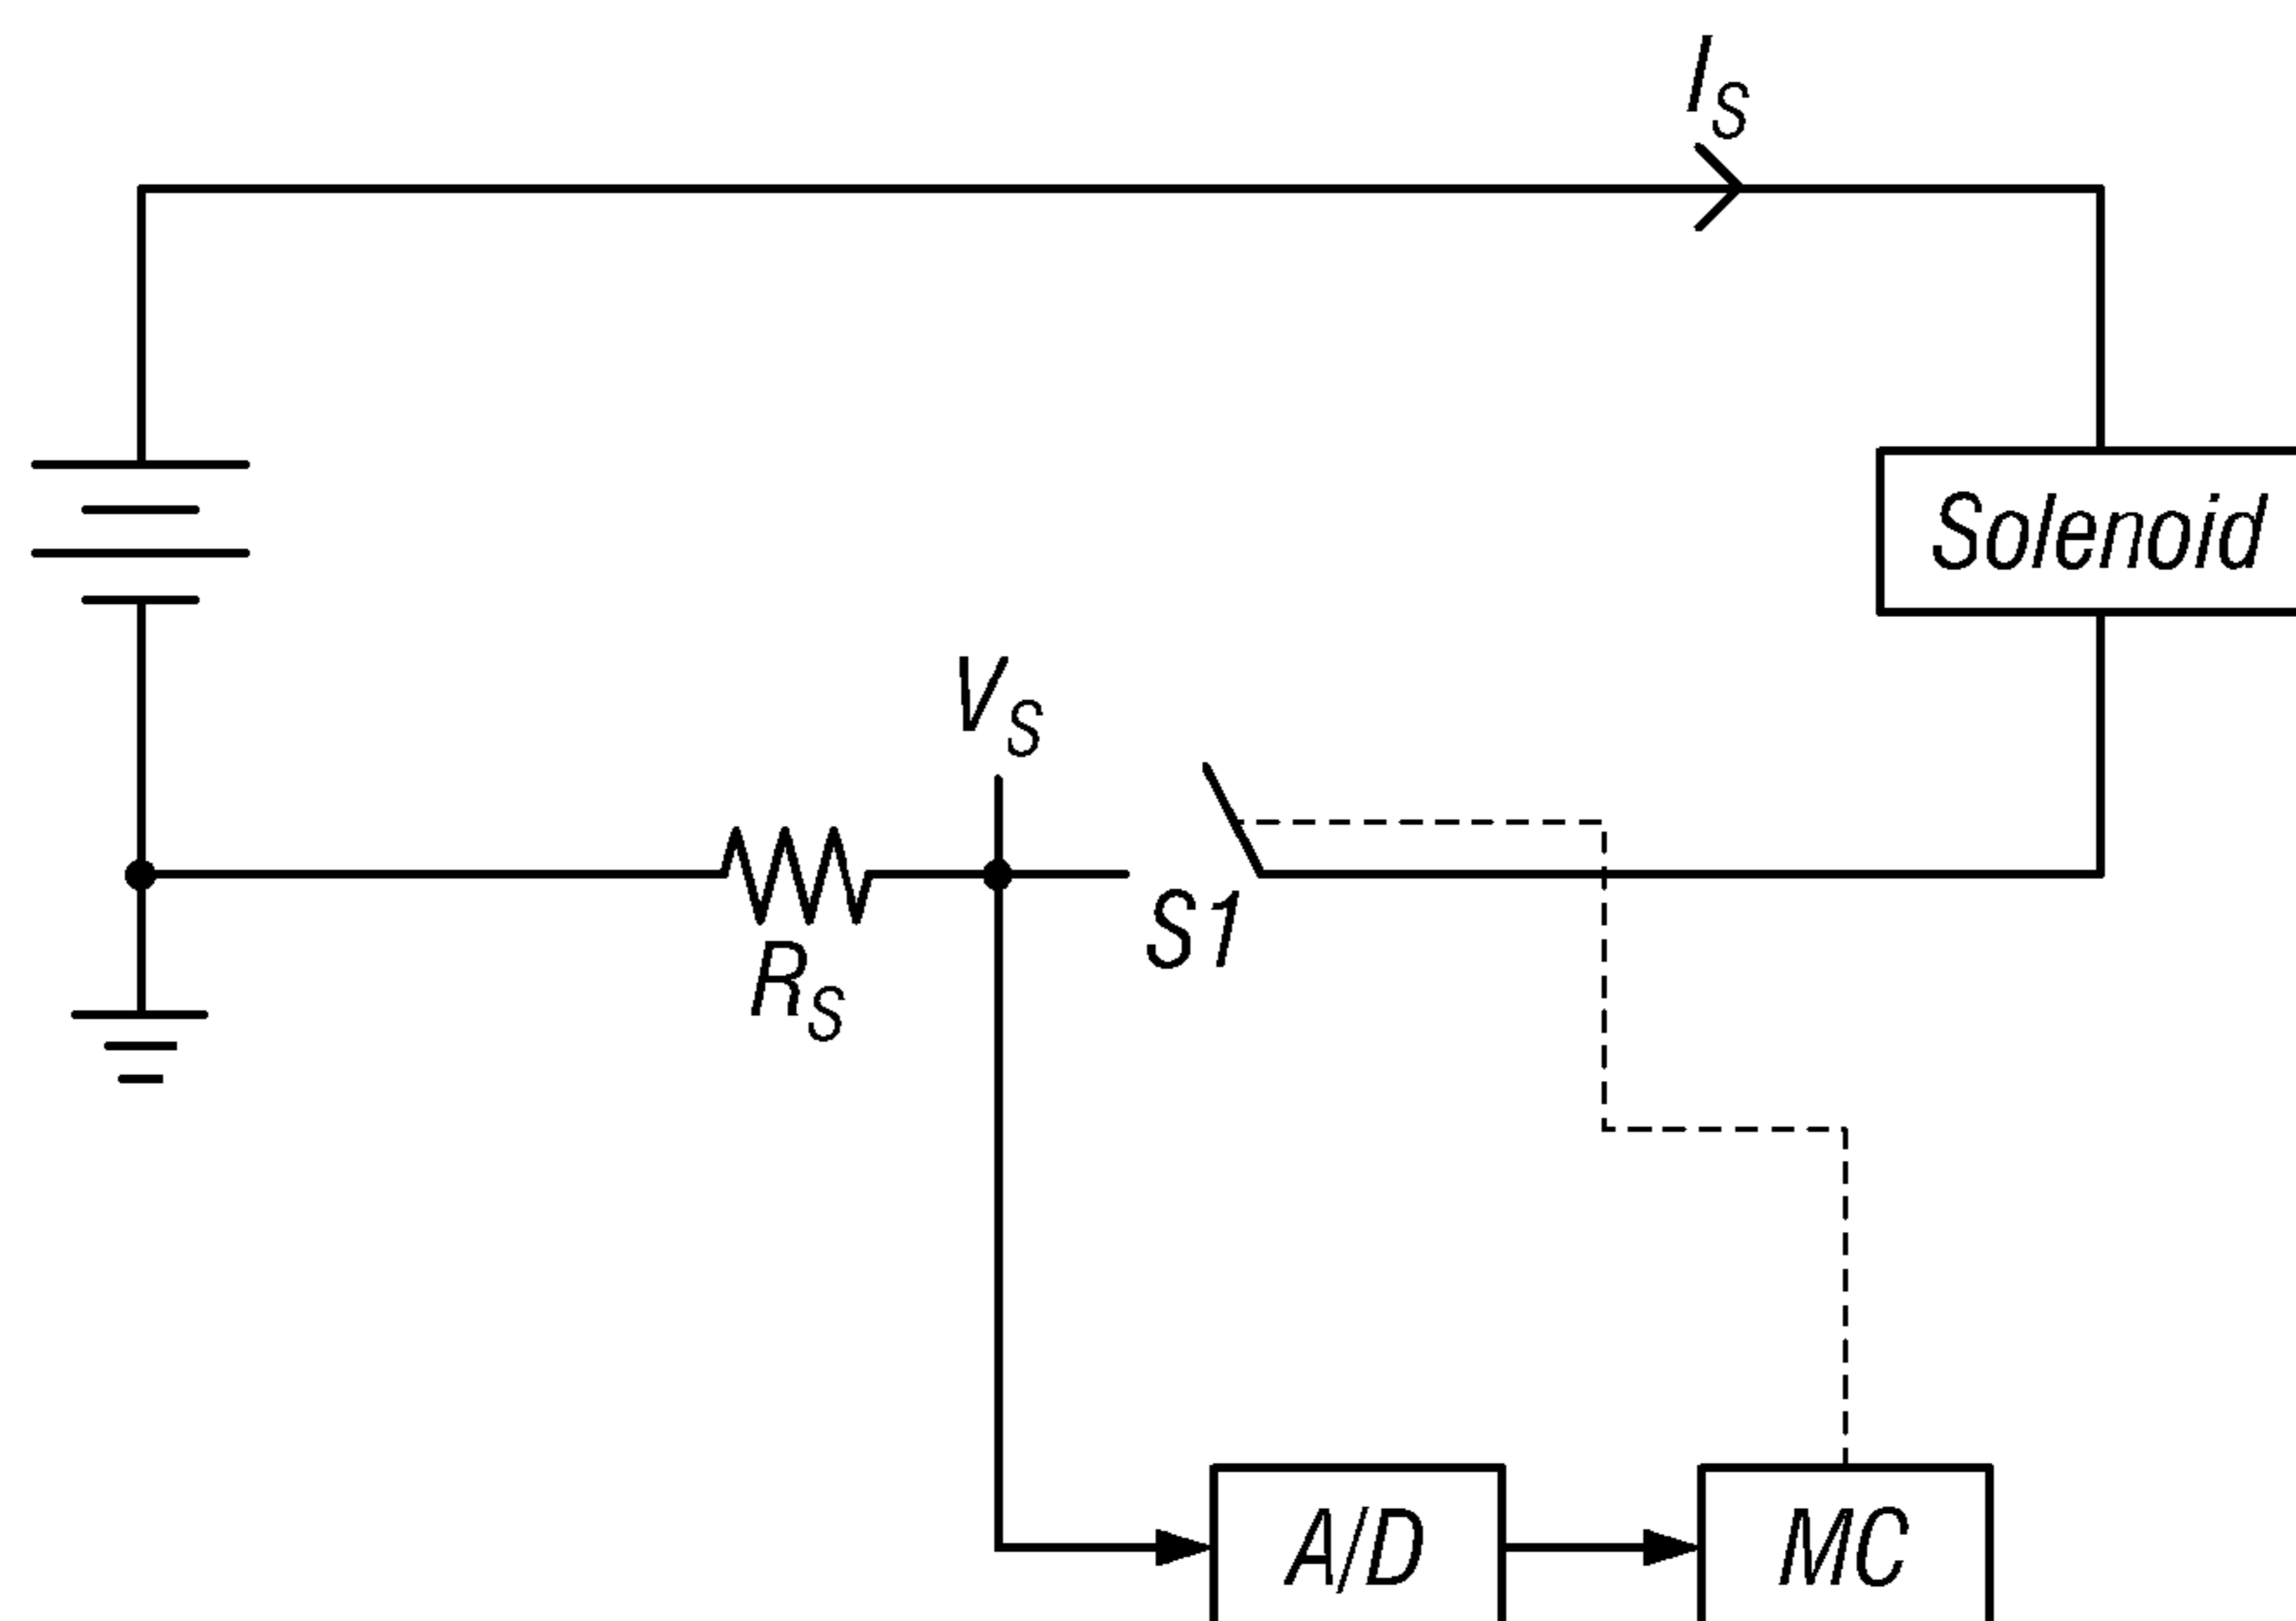 I_S
Solenoid
V_S
R_S
S1
A/D
MC